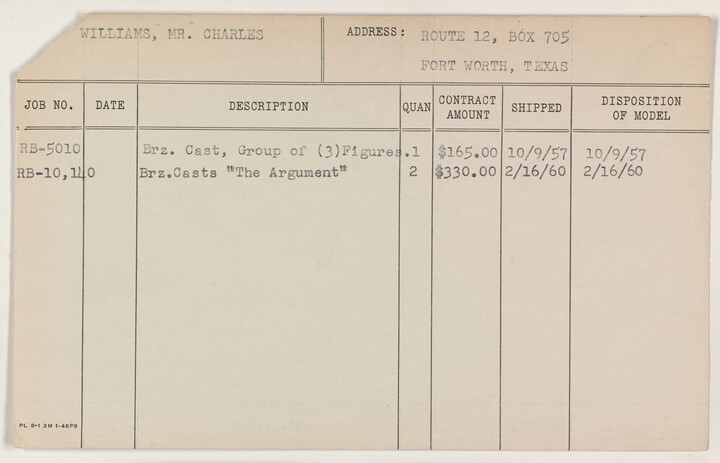 WILLIAMS, MR. CHARLES
ADDRESS: ROUTE 12, BOX 705
FORT WORTH, TEXAS
JOB NO. DATE DESCRIPTION QUAN CONTRACT AMOUNT SHIPPED DISPOSITION OF MODEL
RB-5010 Brz. Cast, Group of (3)Figures.1 $165.00 10/9/57 10/9/57
RB-10,140 Brz.Casts "The Argument" 2 $330.00 2/16/60 2/16/60
PL 8-1 3M 1-46PS